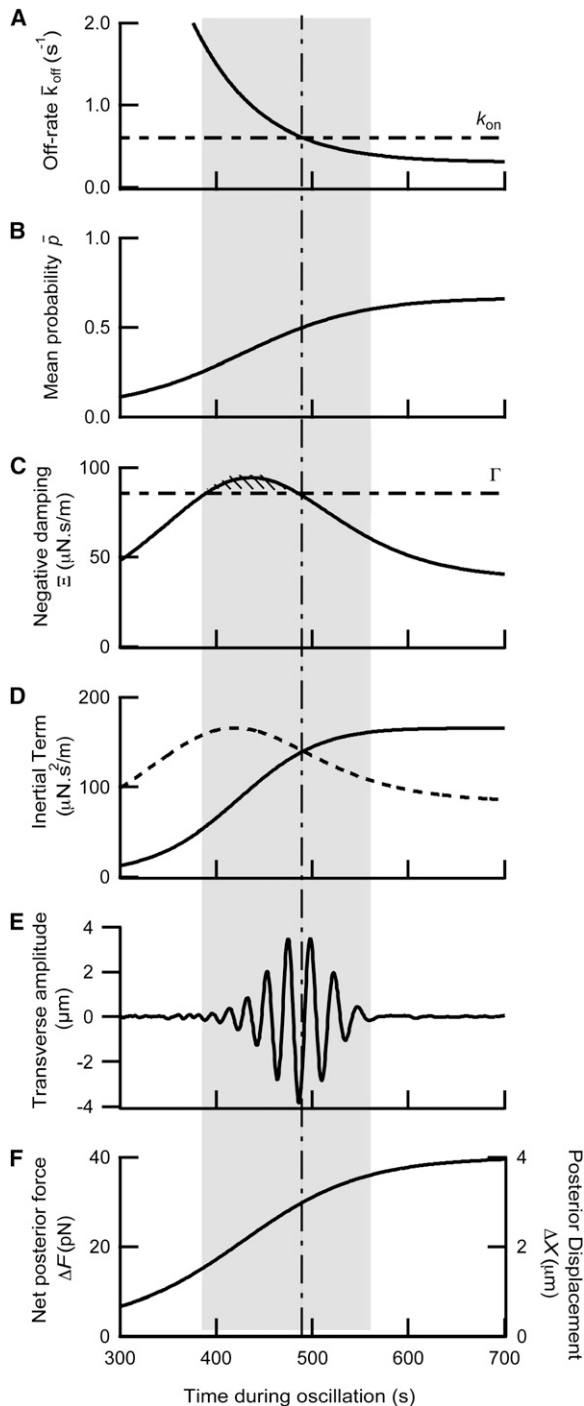 A
Off-rate k̄off (s-1)
2.0
1.0
0.0
kon
B
Mean probability p̄
1.0
0.5
0.0
C
Negative damping
Ξ (μN.s/m)
100
50
0
Γ
D
Inertial Term
(μN.s2/m)
200
100
0
E
Transverse amplitude
(μm)
4
2
0
-2
-4
F
Net posterior force
ΔF(pN)
40
20
0
4
2
0
Posterior Displacement
ΔX(μm)
300 400 500 600 700
Time during oscillation (s)